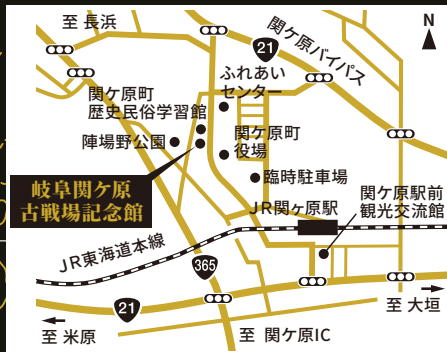 至 長浜
N
21
関ケ原バイパス
ふれあい
センター
関ケ原町
歴史民俗学習館
陣場野公園
関ケ原町
役場
岐阜関ケ原
古戦場記念館
臨時駐車場
JR関ヶ原駅
関ケ原駅前
観光交流館
JR東海道本線
365
21
至 米原
至 関ケ原IC
至 大垣